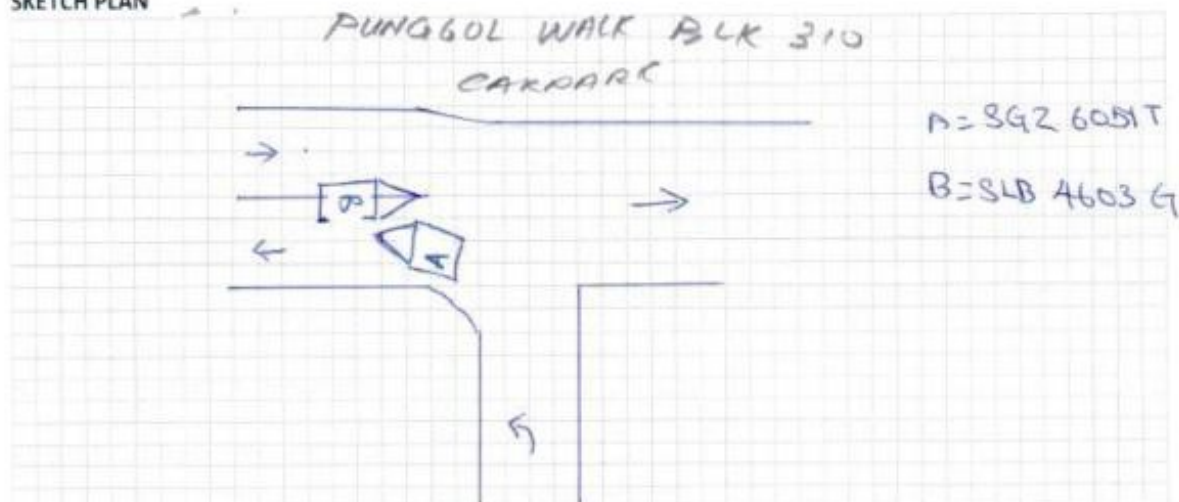 SKETCH PLAN
PUNGGOL WALK BLK 310
CARPARK
A = SGZ 6051T
B = SLB 4603 G
B
A